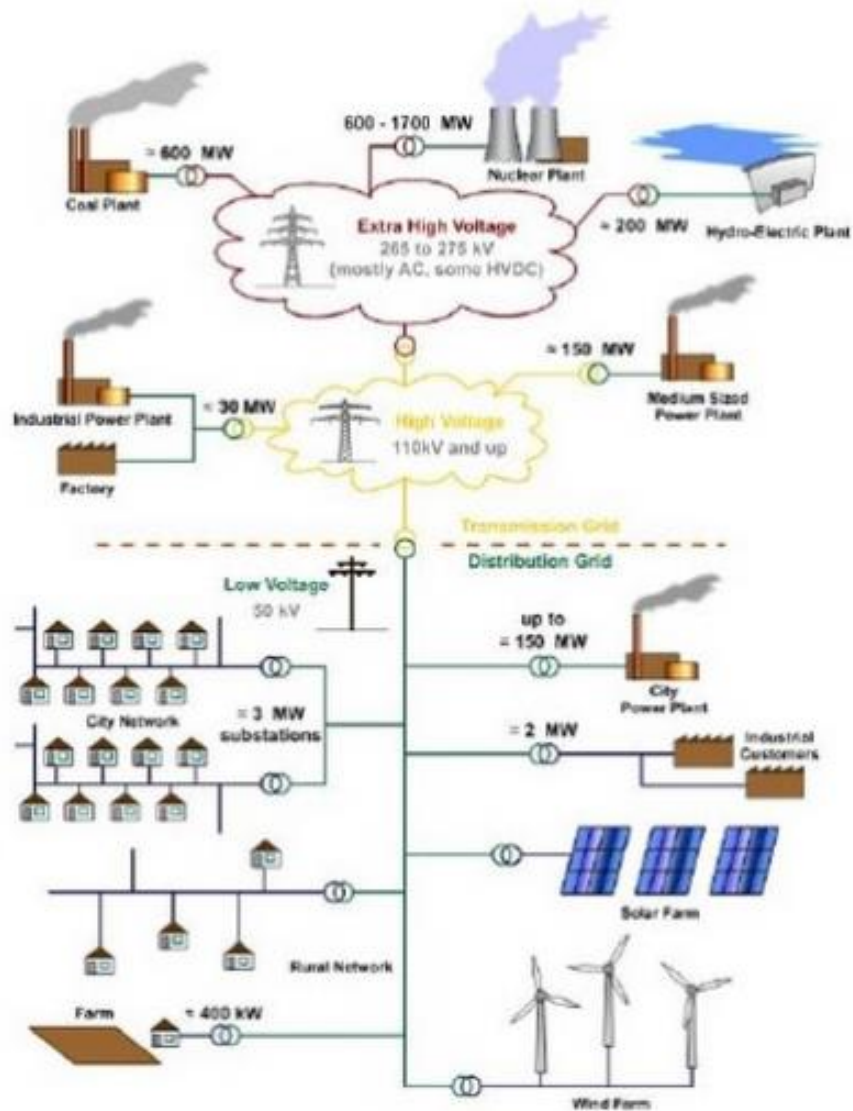 600 - 1700 MW
≈ 600 MW
Nuclear Plant
Coal Plant
Extra High Voltage
265 to 275 kV
(mostly AC, some HVDC)
≈ 200 MW
Hydro-Electric Plant
≈ 150 MW
Medium Sized
Power Plant
≈ 30 MW
Industrial Power Plant
High Voltage
110kV and up
Factory
Transmission Grid
Distribution Grid
Low Voltage
50 kV
up to
≈ 150 MW
City
Power Plant
City Network
≈ 3 MW
substations
≈ 2 MW
Industrial
Customers
Solar Farm
Rural Network
Farm
≈ 400 kW
Wind Farm